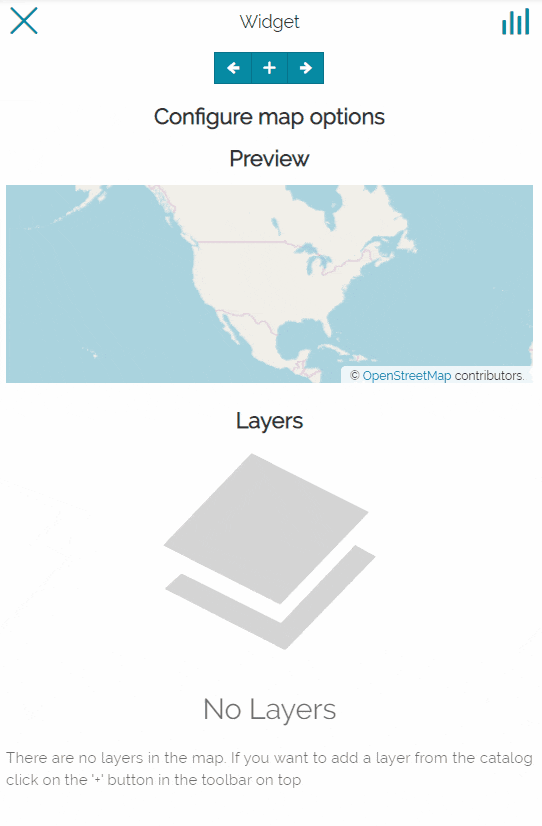 Widget
Configure map options
Preview
© OpenStreetMap contributors.
Layers
No Layers
There are no layers in the map. If you want to add a layer from the catalog
click on the '+' button in the toolbar on top